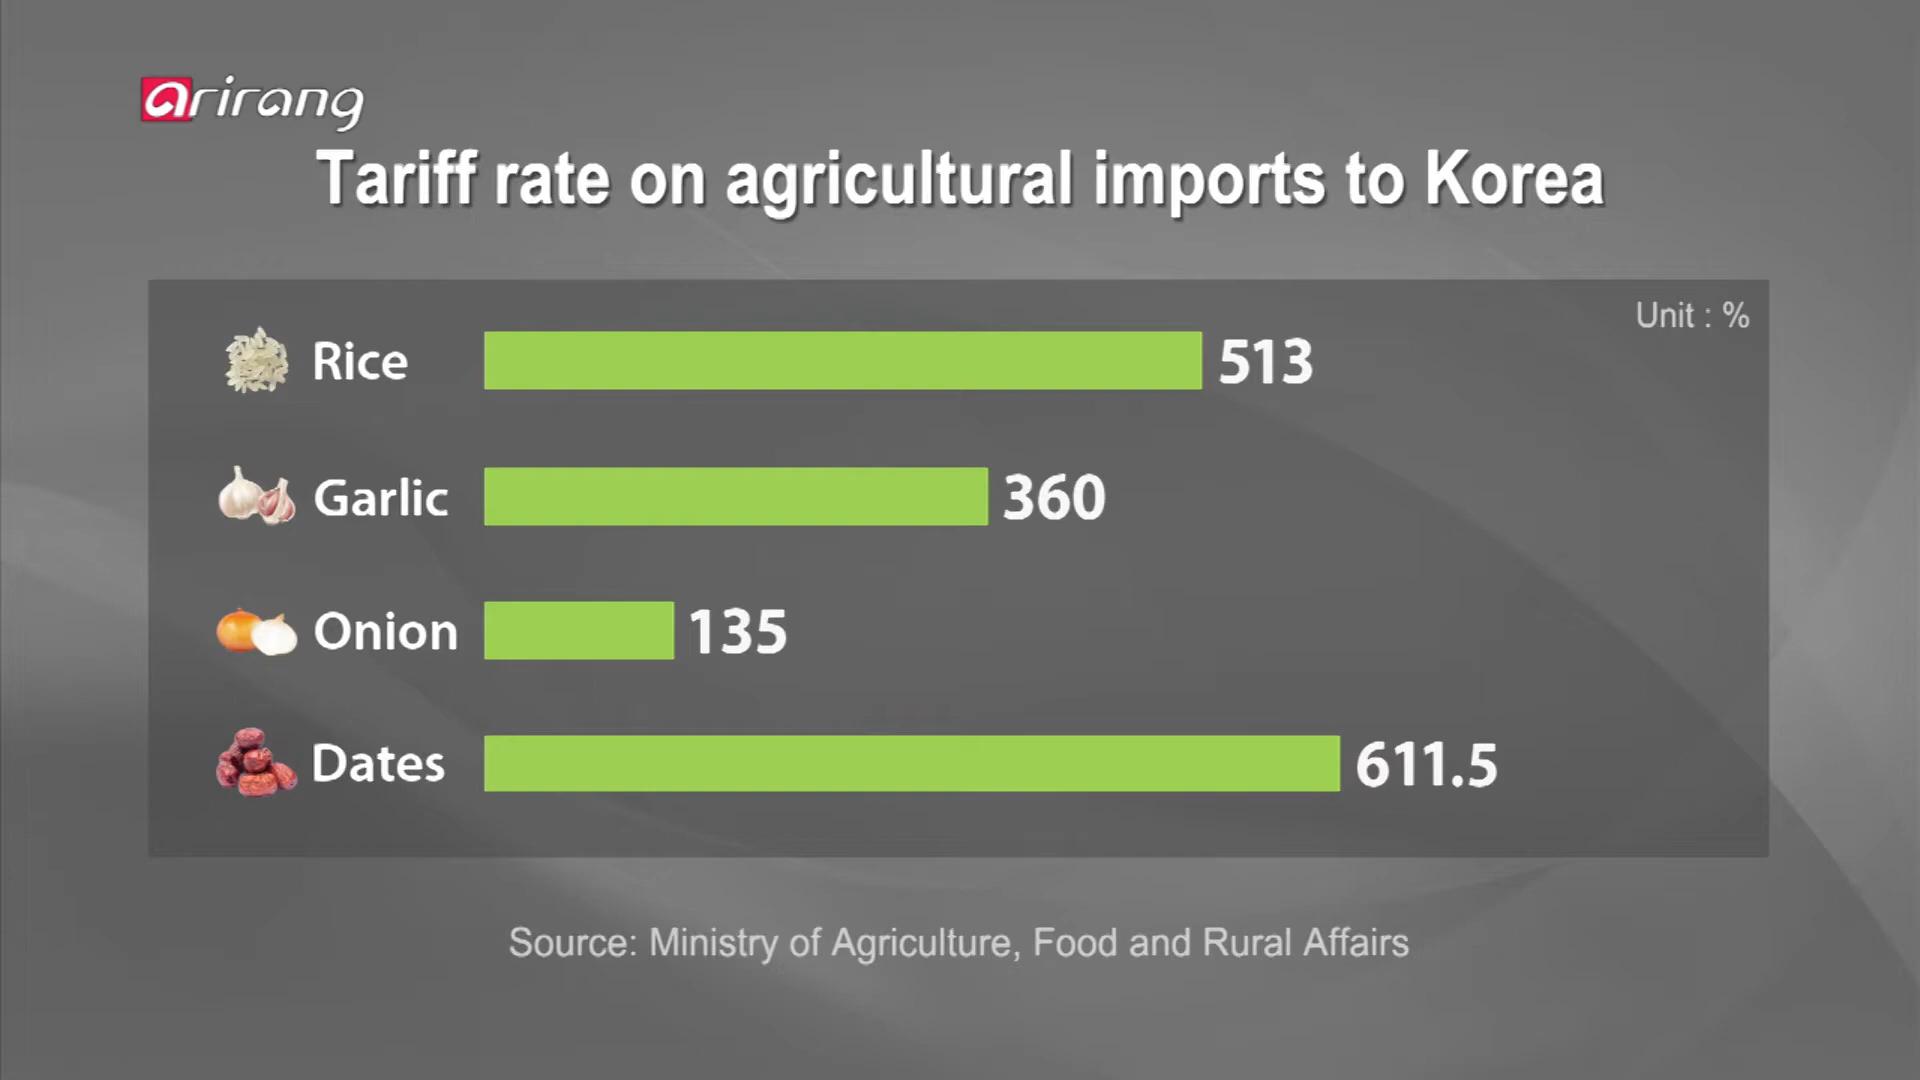 arirang
Tariff rate on agricultural imports to Korea
Unit : %
Rice 513
Garlic 360
Onion 135
Dates 611.5
Source: Ministry of Agriculture, Food and Rural Affairs